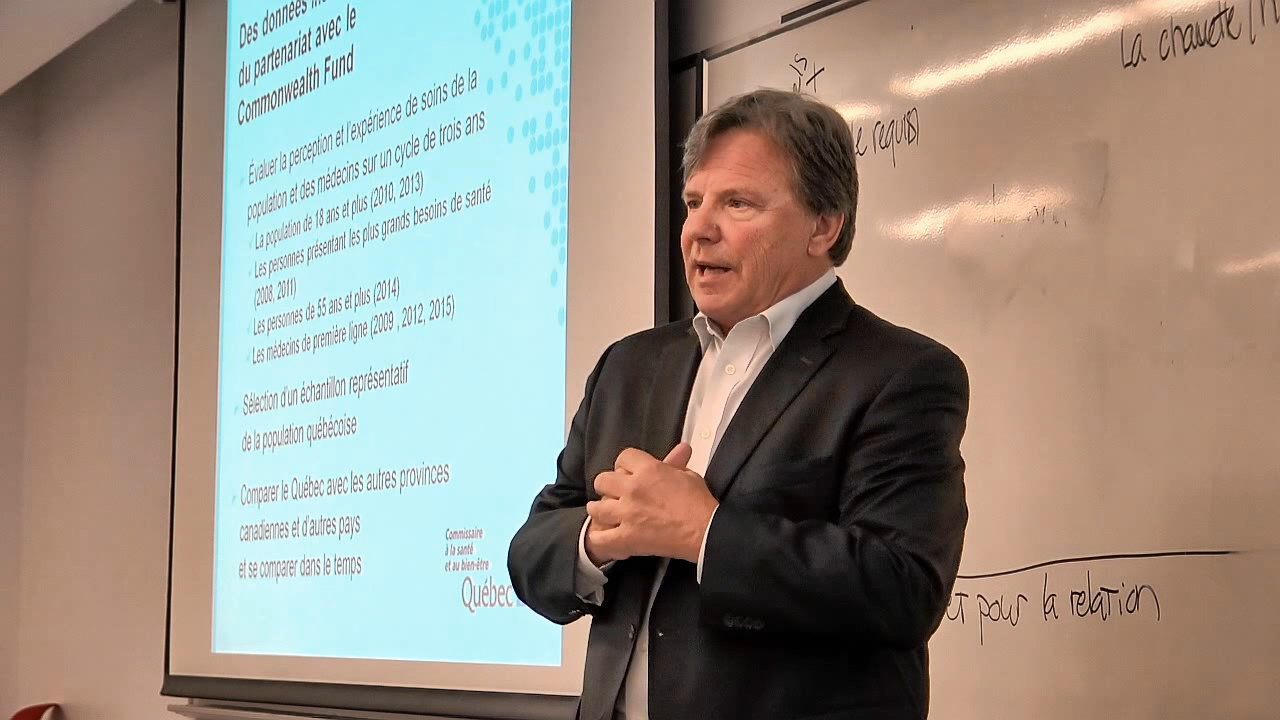 Des données
du partenariat avec le
Commonwealth Fund
Évaluer la perception et l'expérience de soins de la
population et des médecins sur un cycle de trois ans
La population de 18 ans et plus (2010, 2013)
Les personnes présentant les plus grands besoins de santé
(2008, 2011)
Les personnes de 55 ans et plus (2014)
Les médecins de première ligne (2009 , 2012, 2015)
Sélection d'un échantillon représentatif
de la population québécoise
Comparer le Québec avec les autres provinces
canadiennes et d'autres pays
et se comparer dans le temps
Commissaire
à la santé
et au bien-être
Québec
La
requis
pour la relation